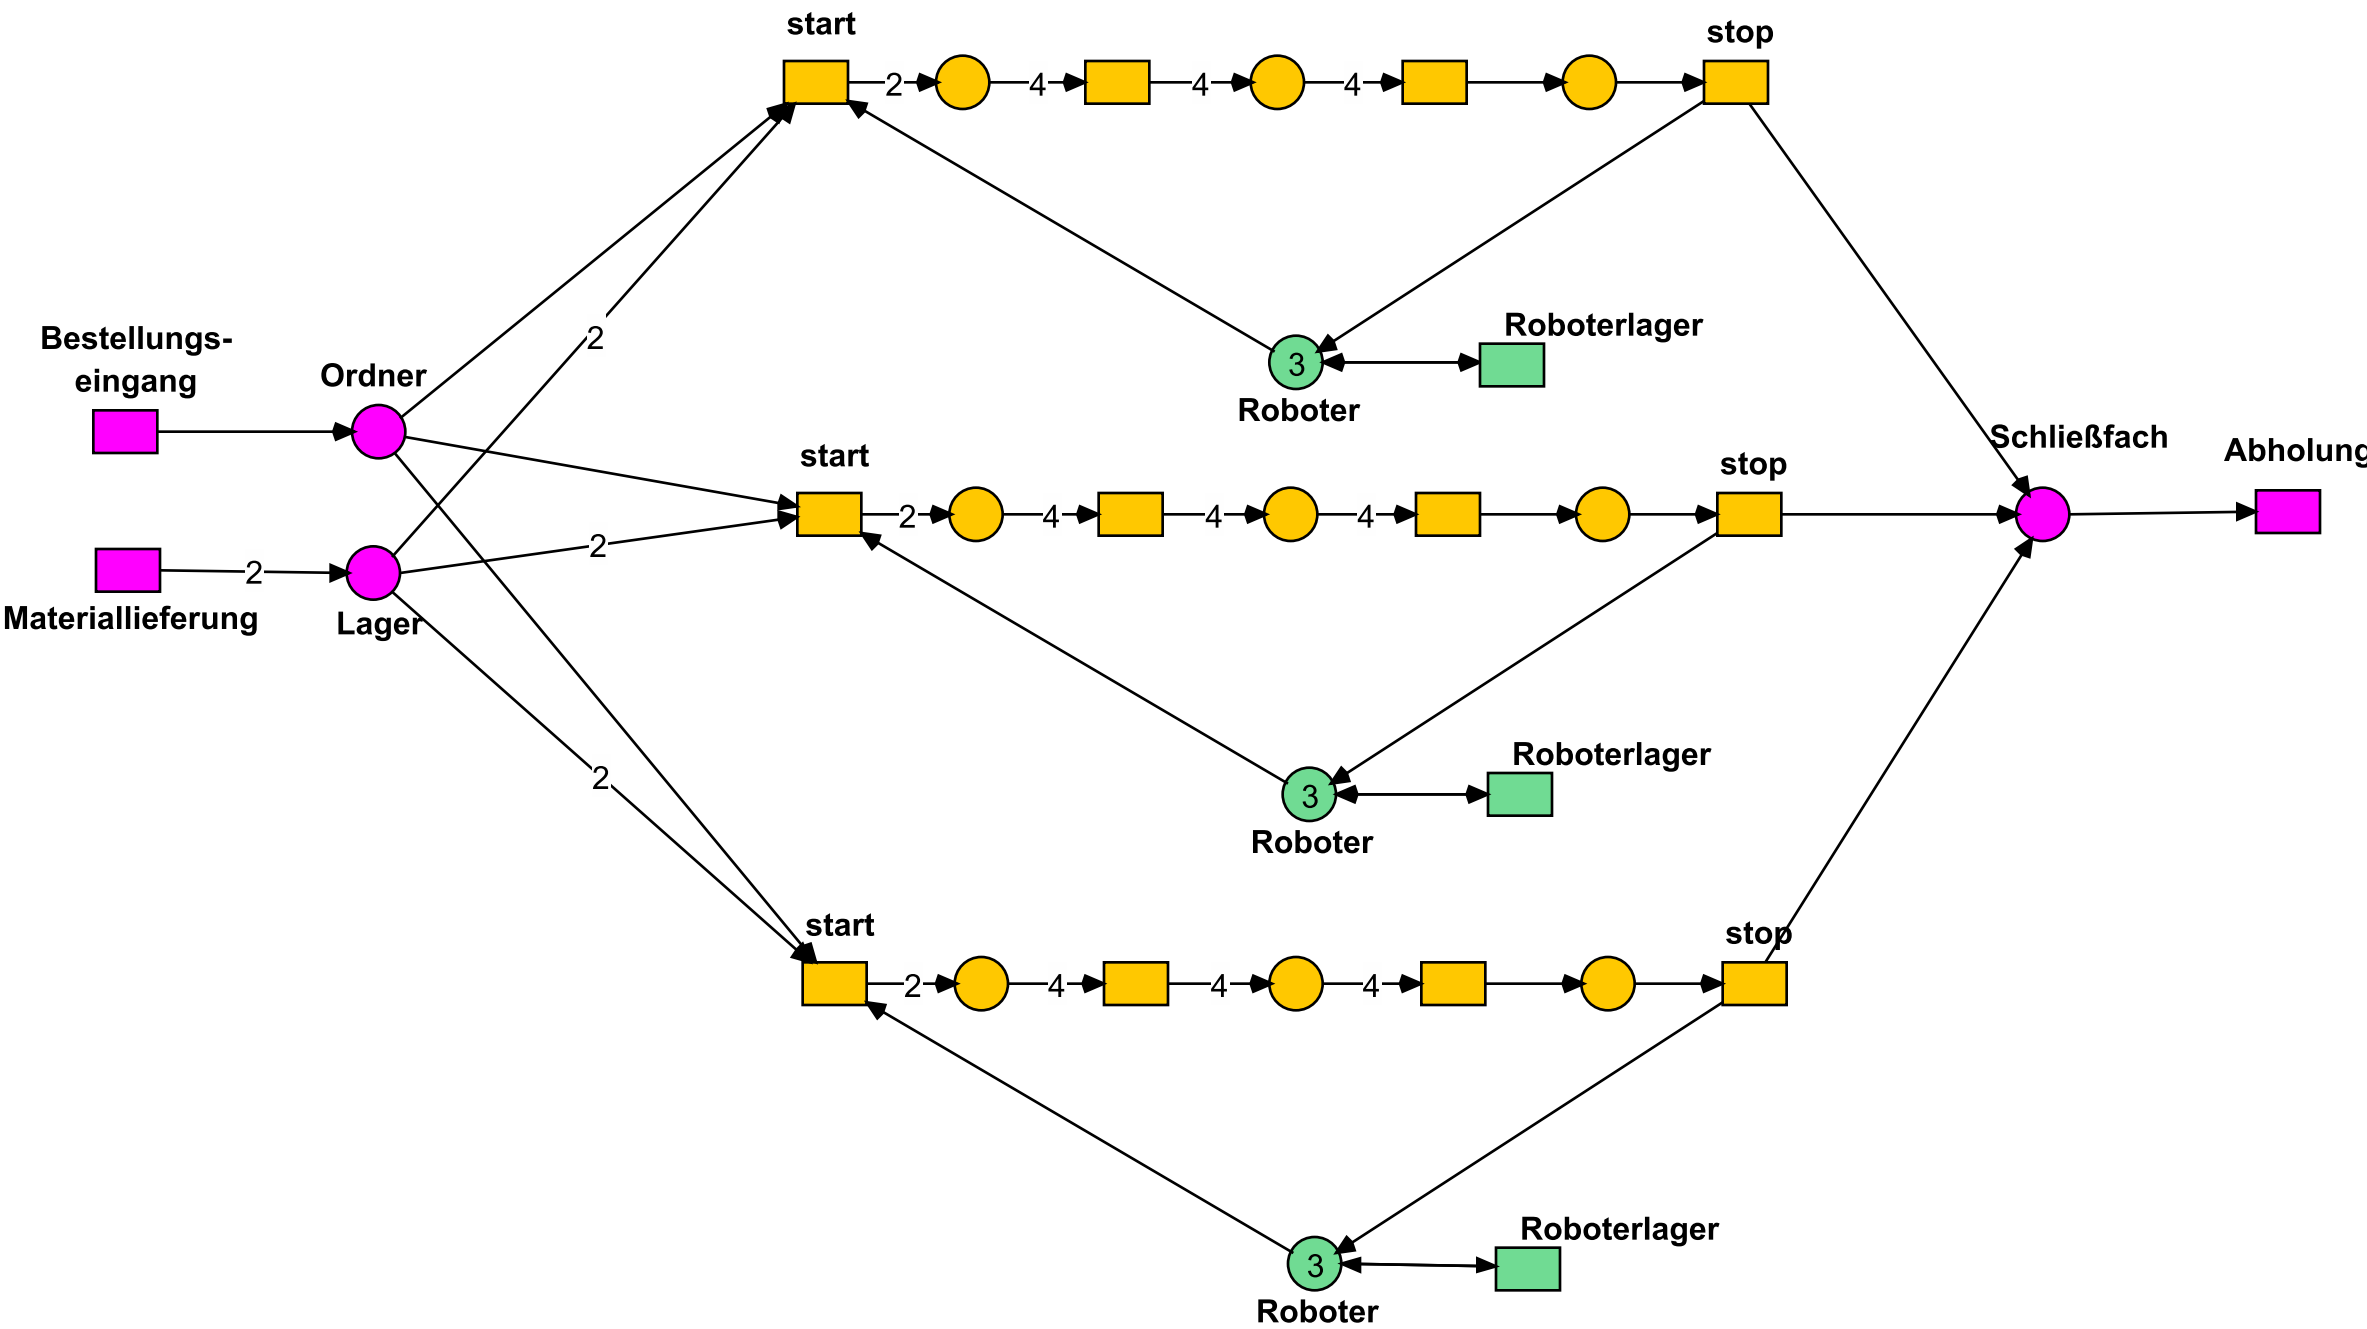 start
stop
2
4
4
4
Bestellungs-
eingang
Ordner
2
Roboterlager
3
Roboter
Schließfach
Abholung
start
stop
2
4
4
4
2
2
Materiallieferung
Lager
Roboterlager
2
3
Roboter
start
stop
2
4
4
4
Roboterlager
3
Roboter